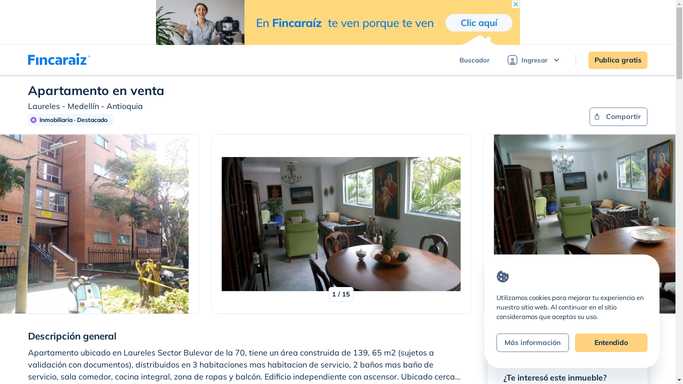 En Fincaraíz te ven porque te ven
Clic aquí
Fincaraíz
Buscador
Ingresar
Publica gratis
Apartamento en venta
Laureles - Medellín - Antioquia
Inmobiliaria · Destacado
Compartir
1 / 15
Utilizamos cookies para mejorar tu experiencia en
nuestro sitio web. Al continuar en el sitio
consideramos que aceptas su uso.
Más información
Entendido
Descripción general
Apartamento ubicado en Laureles Sector Bulevar de la 70, tiene un área construida de 139, 65 m2 (sujetos a
validación con documentos), distribuidos en 3 habitaciones mas habitacion de servicio, 2 baños mas baño de
servicio, sala comedor, cocina integral, zona de ropas y balcón. Edificio independiente con ascensor. Ubicado cerca...
¿Te interesó este inmueble?